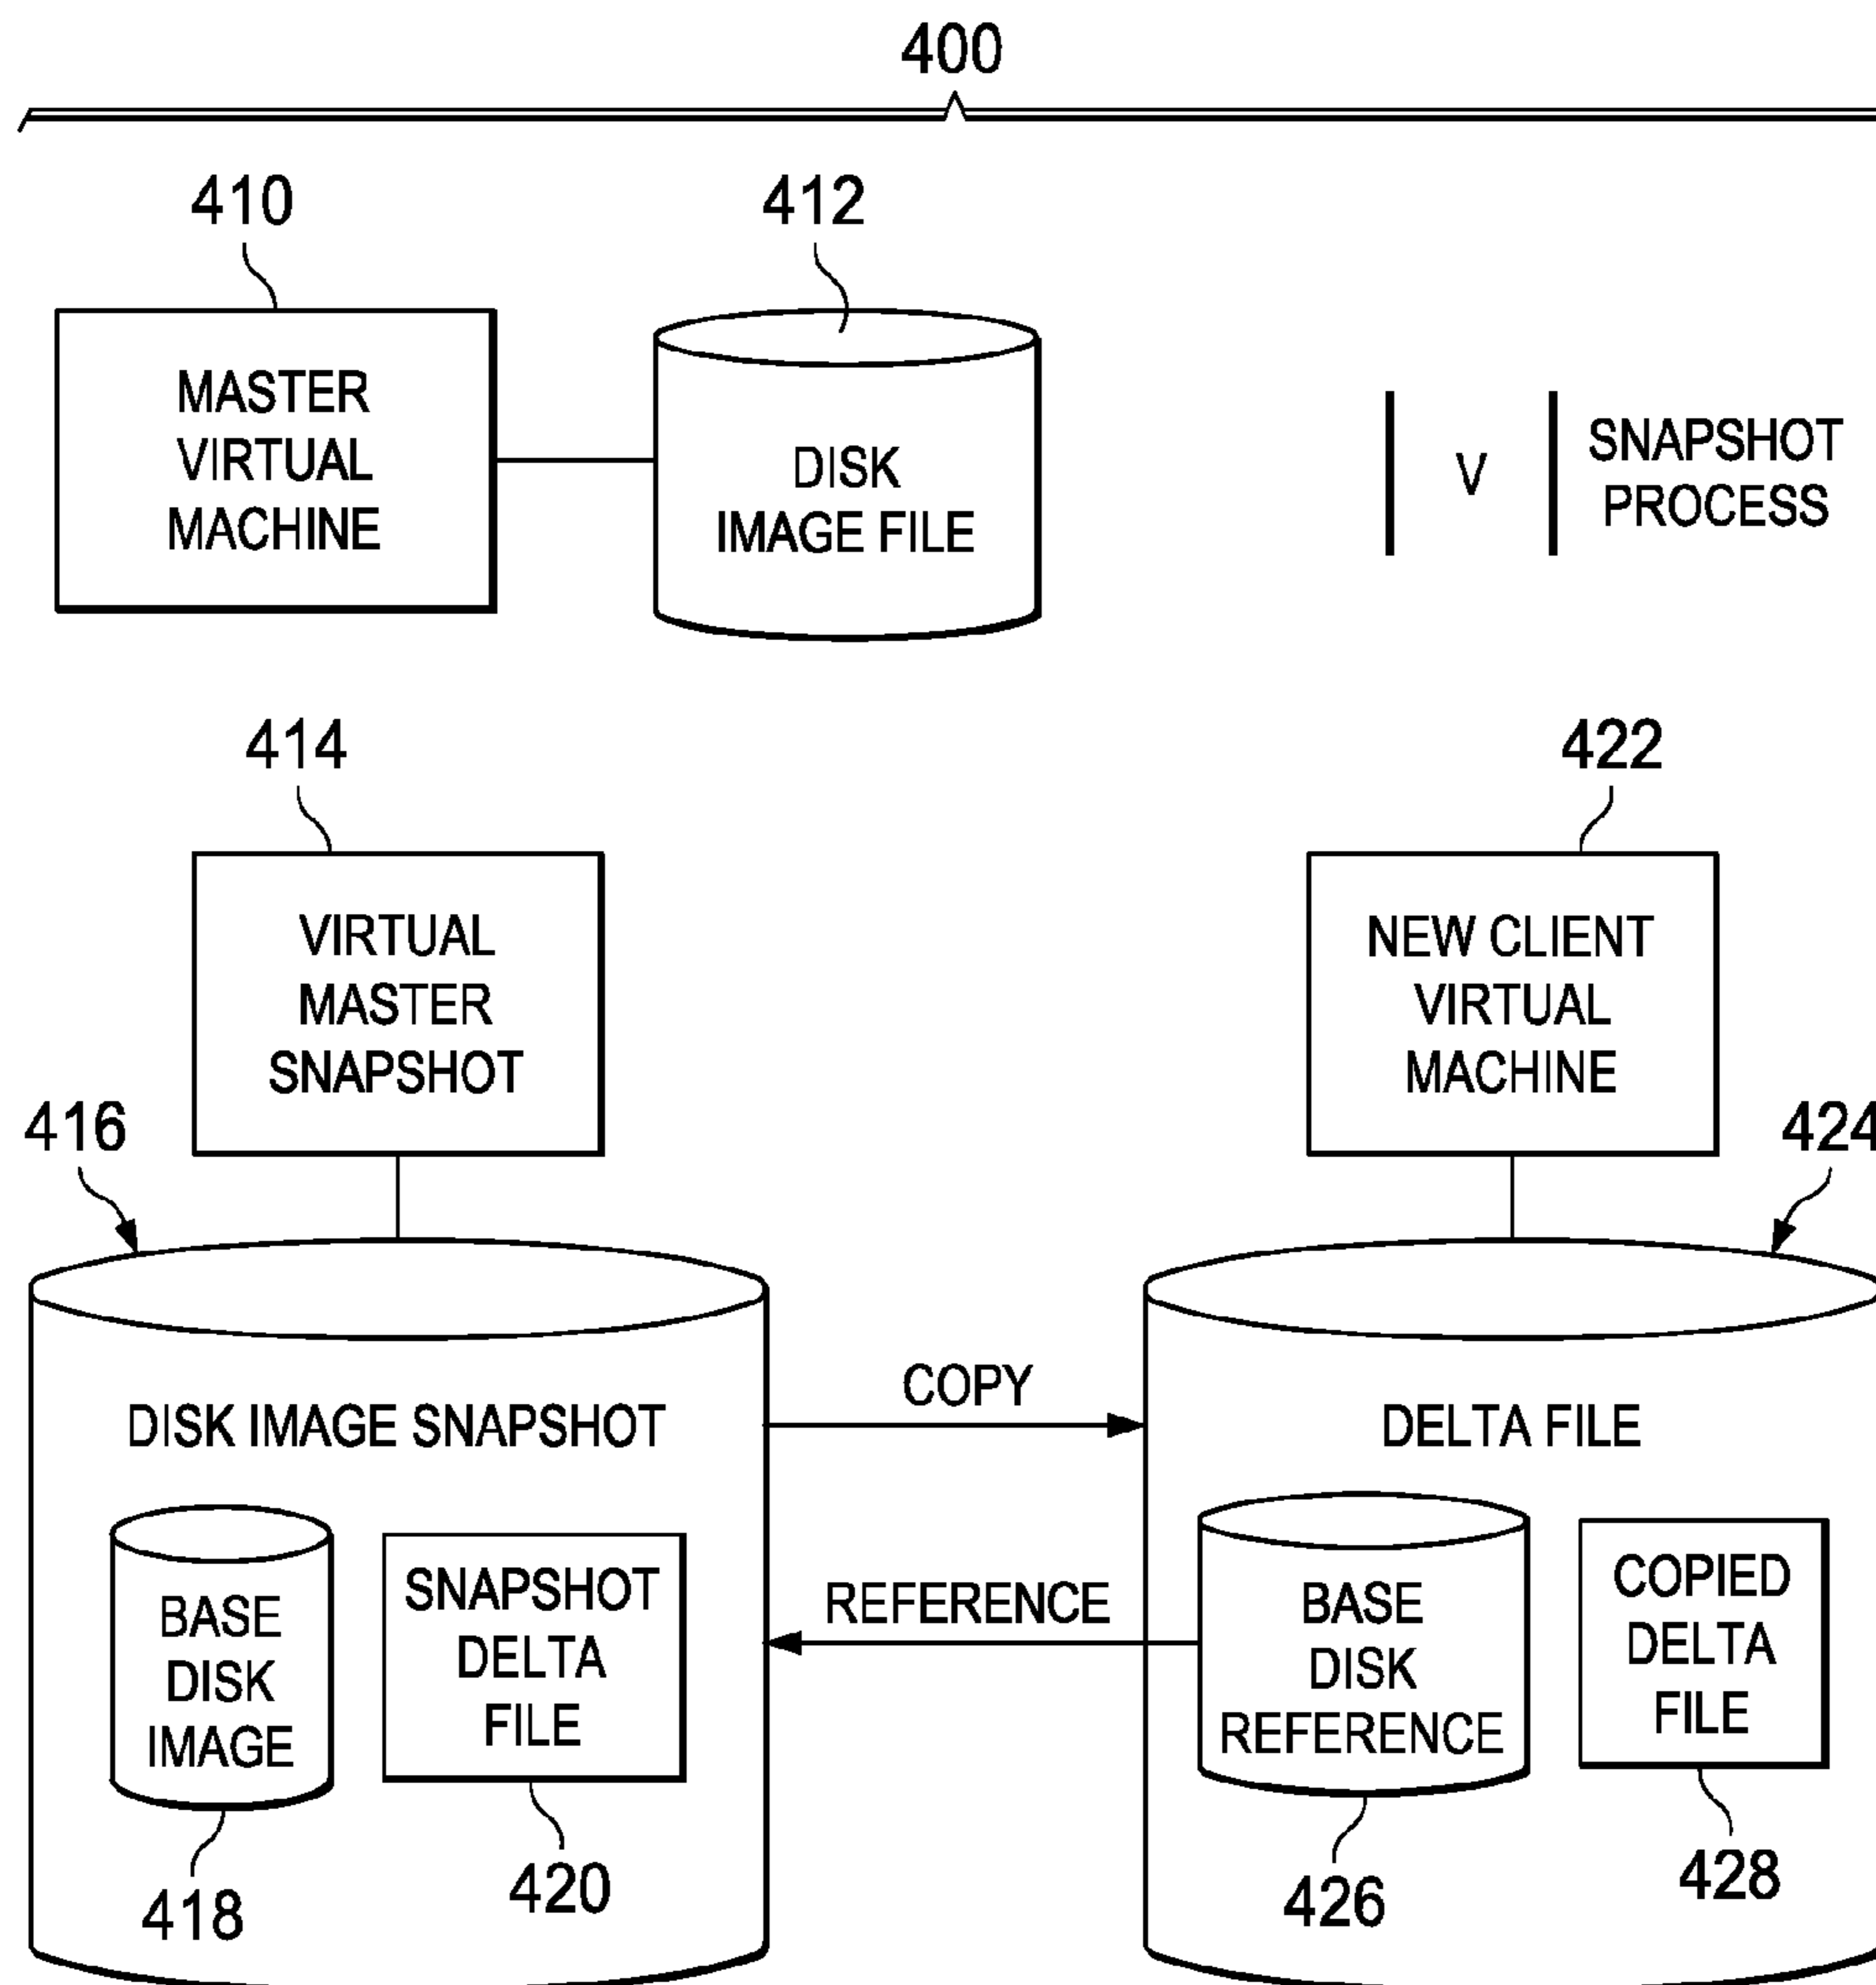 400
410
412
MASTER
VIRTUAL
MACHINE
DISK
IMAGE FILE
V
SNAPSHOT
PROCESS
414
422
VIRTUAL
MASTER
SNAPSHOT
NEW CLIENT
VIRTUAL
MACHINE
416
424
DISK IMAGE SNAPSHOT
COPY
DELTA FILE
BASE
DISK
IMAGE
SNAPSHOT
DELTA
FILE
REFERENCE
BASE
DISK
REFERENCE
COPIED
DELTA
FILE
418
420
426
428